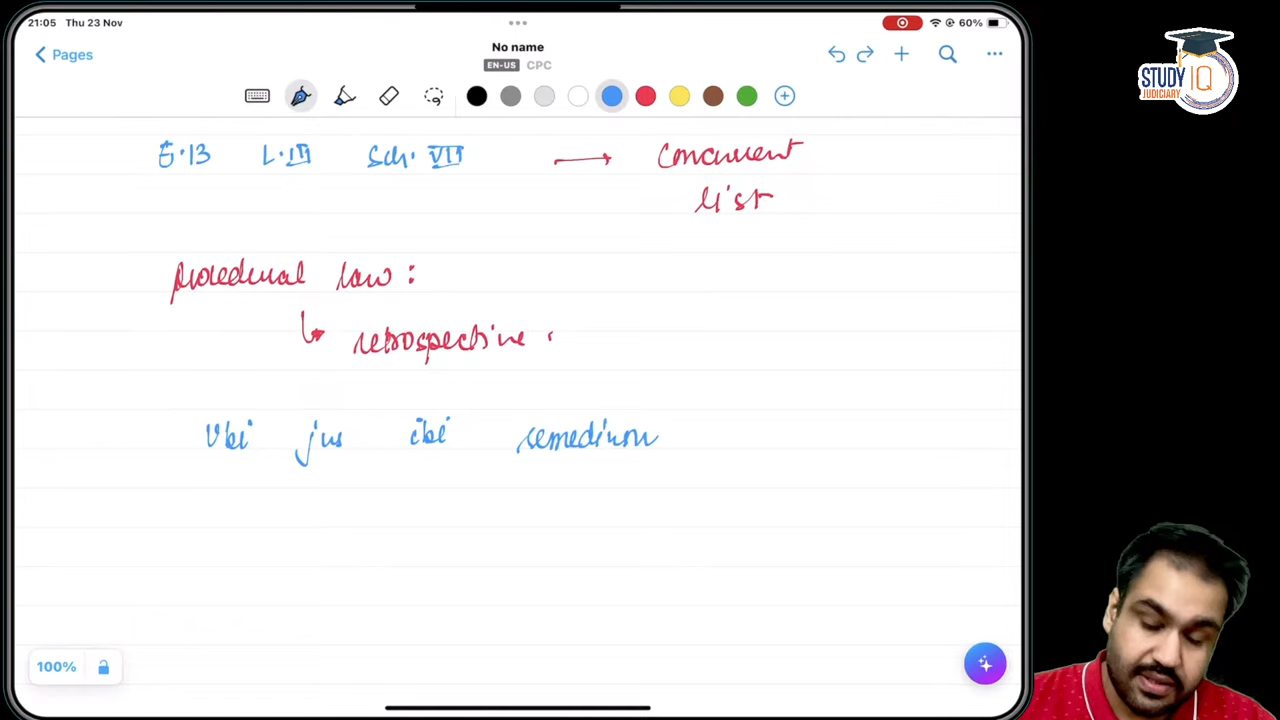 21:05 Thu 23 Nov
60%
Pages
No name
EN-US CPC
STUDY IQ
JUDICIARY
E·13 L·III Sch· VII → Concurrent
list
procedural law:
↳ retrospective
Ubi jus ibi remedium
100%